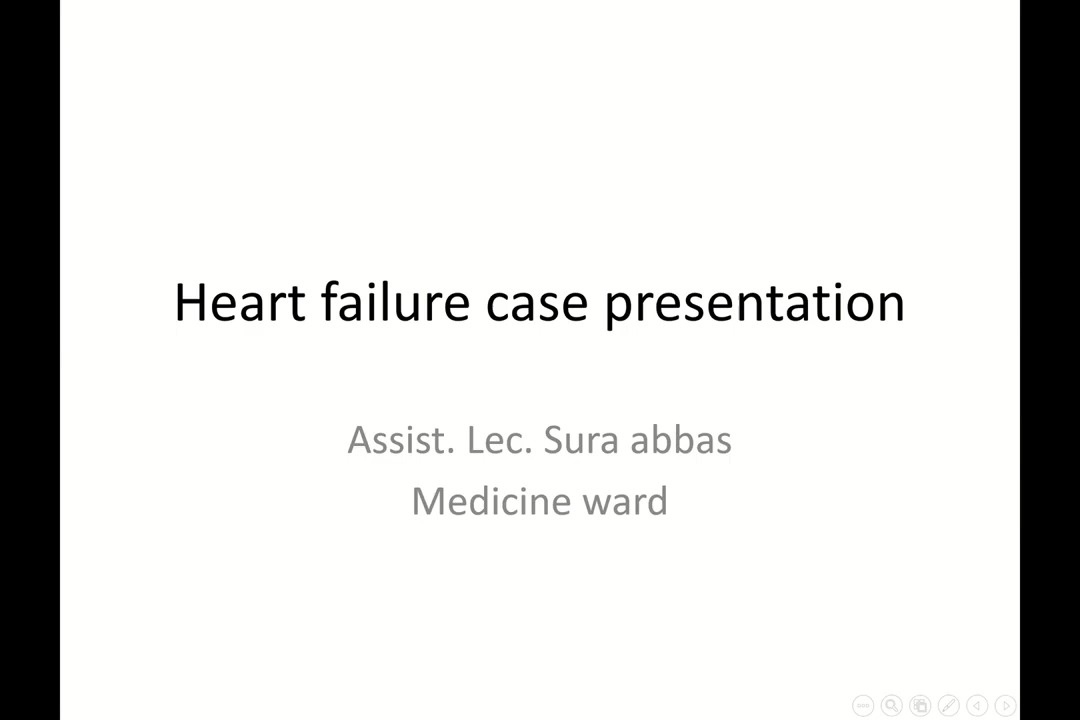 Heart failure case presentation
Assist. Lec. Sura abbas
Medicine ward